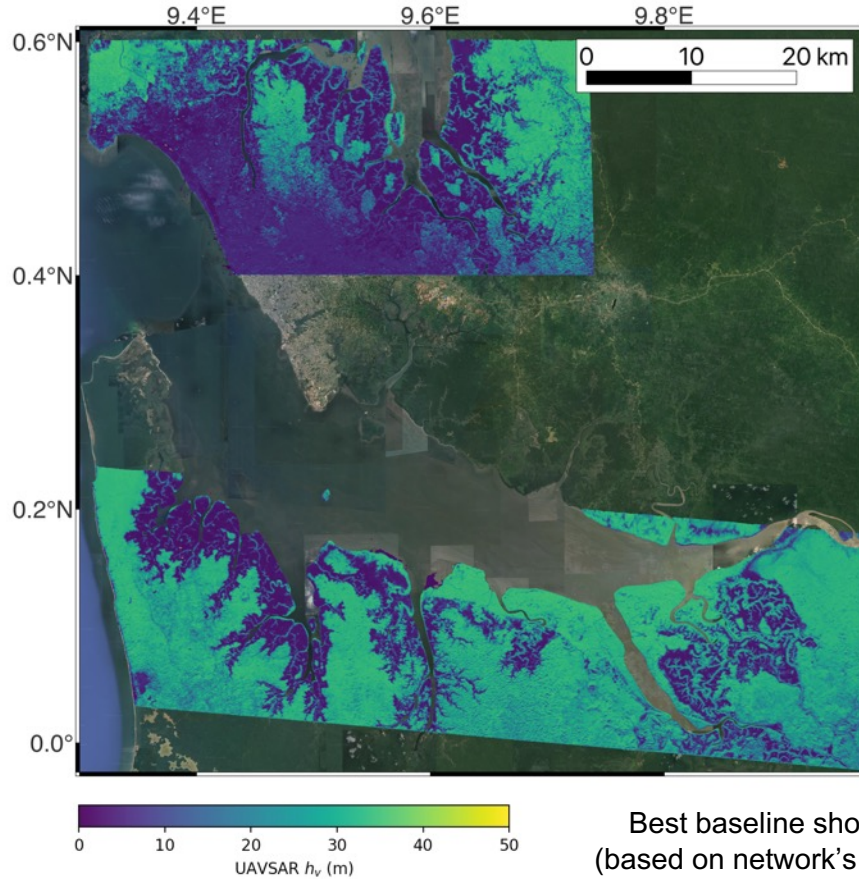 9.4°E 9.6°E 9.8°E
0.6°N
0 10 20 km
0.4°N
0.2°N
0.0°
0 10 20 30 40 50
UAVSAR hᵥ (m)
Best baseline sho
(based on network's